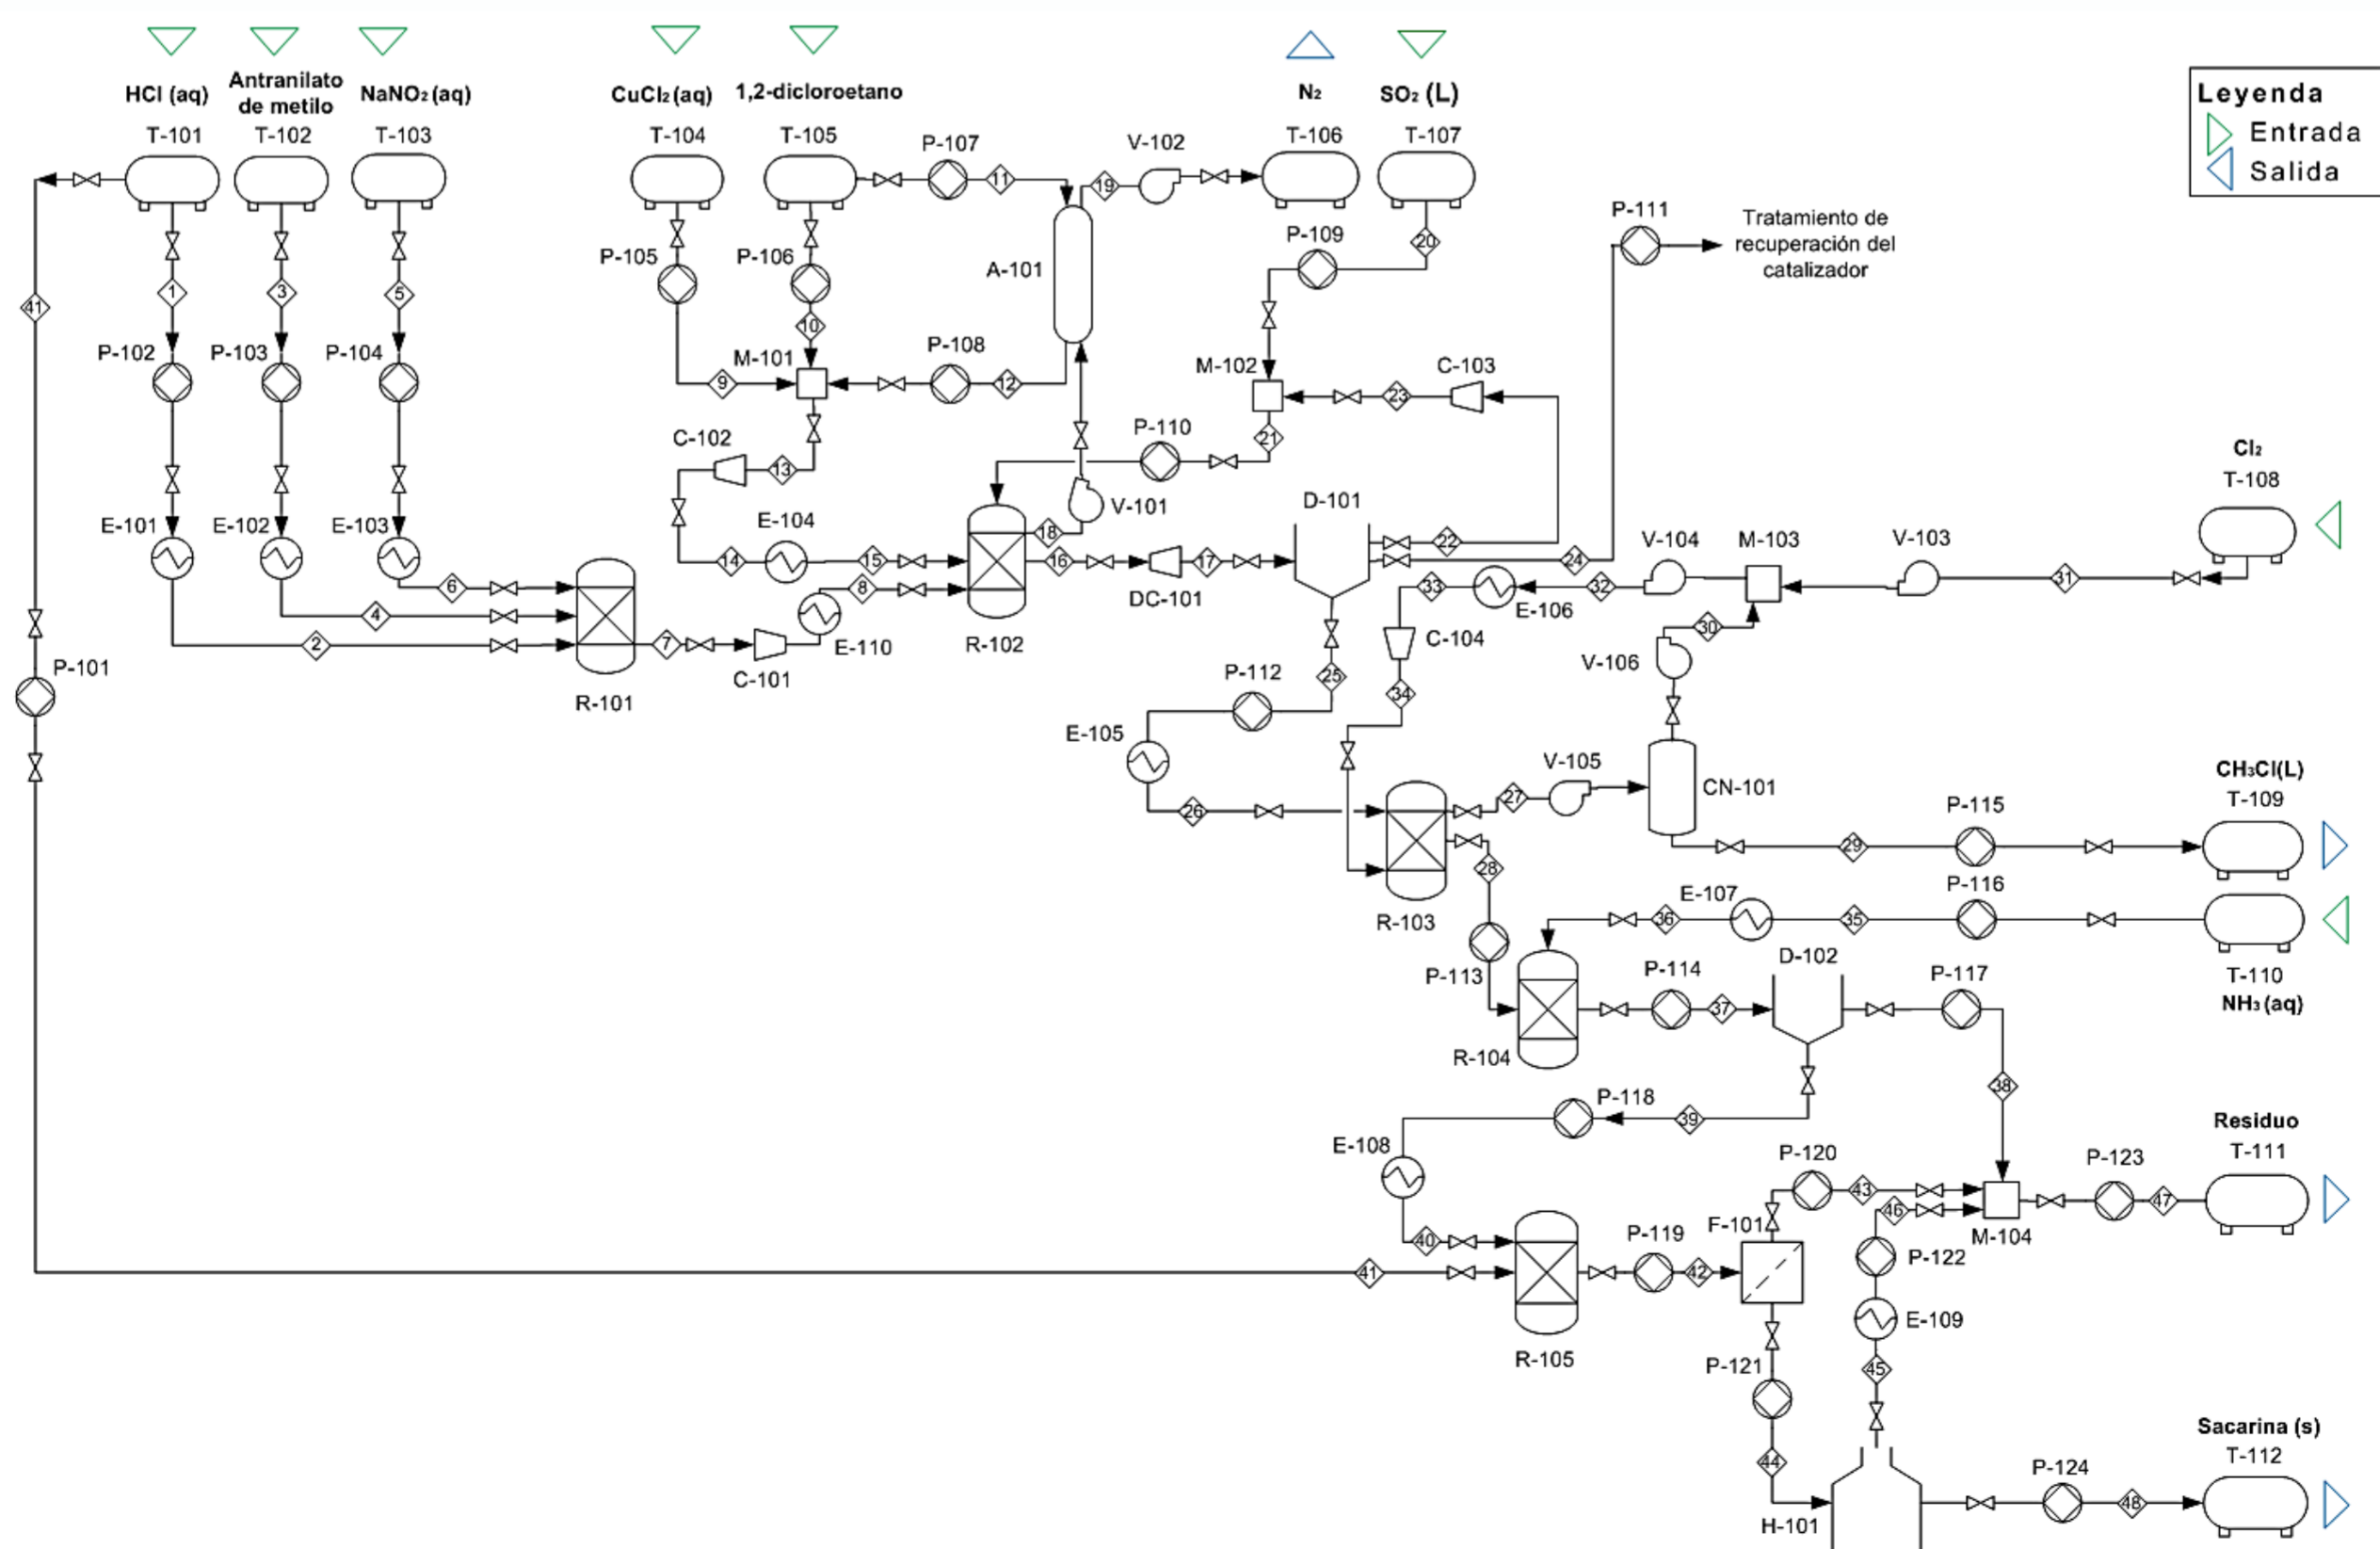 HCl (aq)
Antranilato
de metilo
NaNO₂ (aq)
CuCl₂ (aq)
1,2-dicloroetano
N₂
SO₂ (L)
Leyenda
Entrada
Salida
T-101
T-102
T-103
T-104
T-105
P-107
V-102
T-106
T-107
11
19
P-111
Tratamiento de
recuperación del
catalizador
P-105
P-106
A-101
P-109
20
41
1
3
5
10
P-102
P-103
P-104
M-101
P-108
M-102
C-103
9
12
23
C-102
13
P-110
21
Cl₂
T-108
E-101
E-102
E-103
E-104
V-101
D-101
18
22
V-104
M-103
V-103
14
15
16
17
24
6
8
DC-101
33
E-106
32
31
4
30
2
7
E-110
R-102
C-104
V-106
P-101
C-101
P-112
25
34
R-101
E-105
V-105
CN-101
CH₃Cl(L)
T-109
26
27
P-115
29
28
R-103
E-107
P-116
36
35
P-113
D-102
T-110
NH₃ (aq)
P-114
P-117
37
R-104
38
P-118
39
E-108
Residuo
T-111
P-120
P-123
43
47
46
F-101
M-104
40
P-119
P-122
41
42
E-109
R-105
P-121
45
44
Sacarina (s)
T-112
P-124
48
H-101